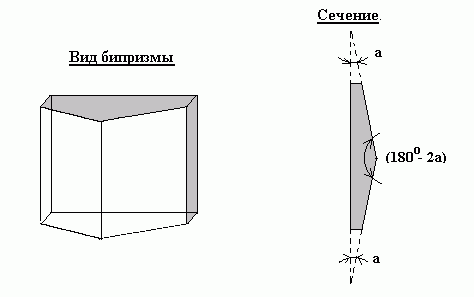 Вид бипризмы
Сечение.
a
(180⁰- 2a)
a